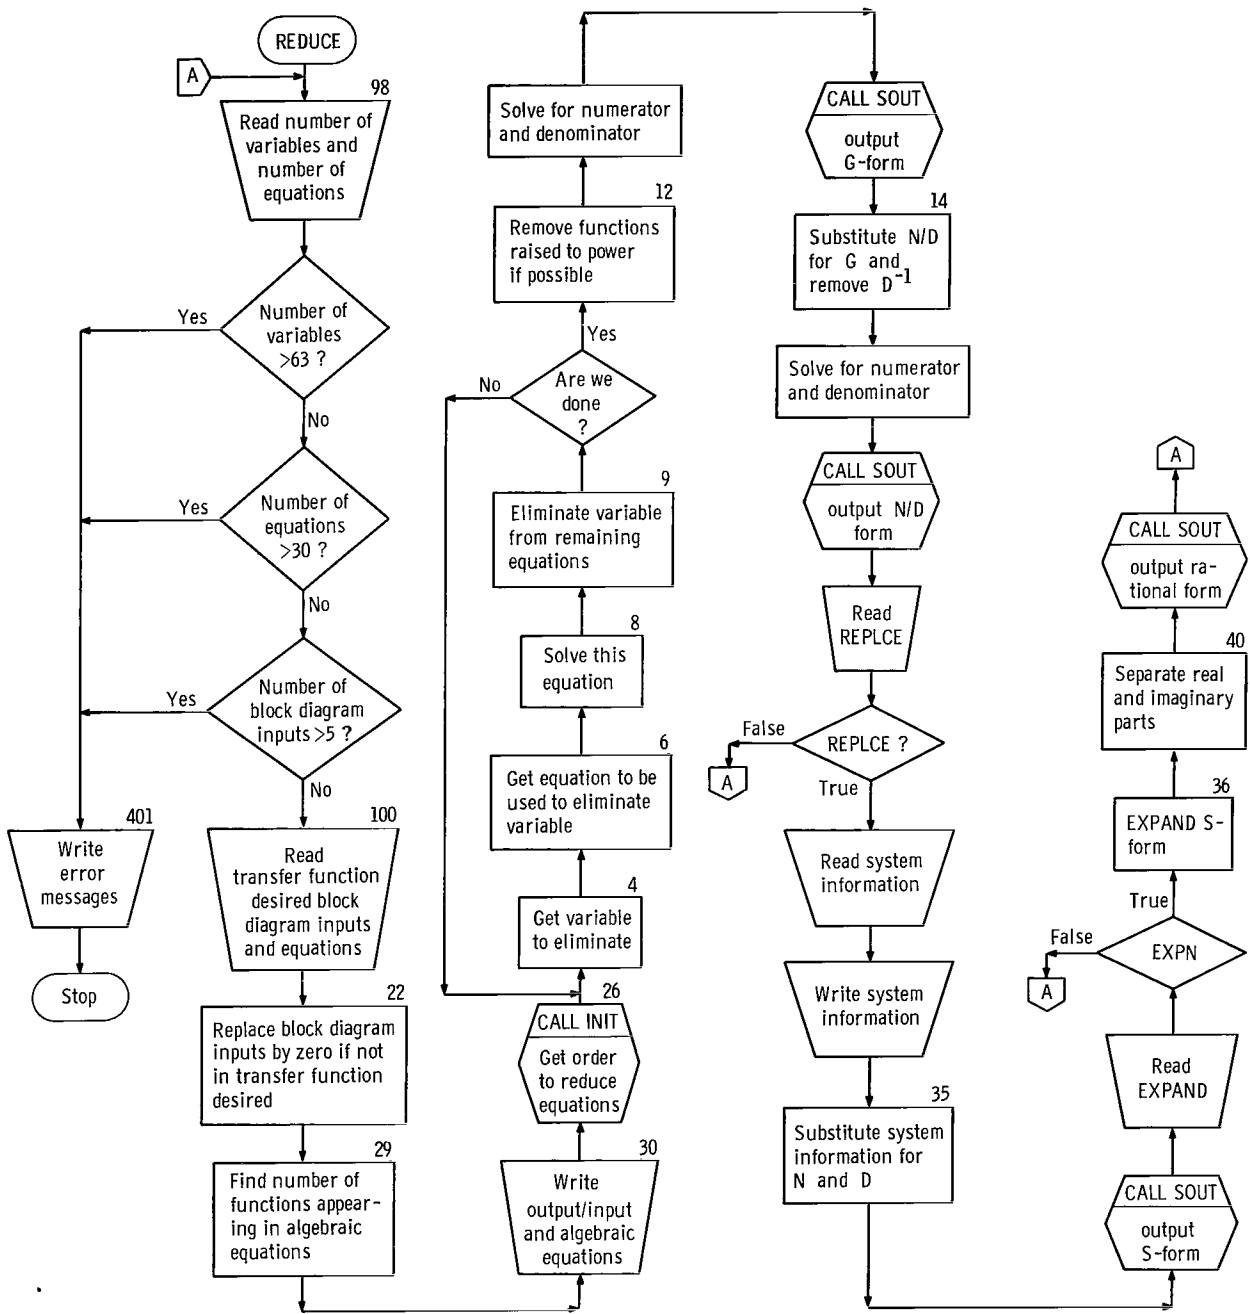 REDUCE
A
98
Read number of
variables and
number of
equations
Yes
Number of
variables
>63 ?
No
Yes
Number of
equations
>30 ?
No
Yes
Number of
block diagram
inputs >5 ?
No
401
Write
error
messages
Stop
100
Read
transfer function
desired block
diagram inputs
and equations
22
Replace block diagram
inputs by zero if not
in transfer function
desired
29
Find number of
functions appear-
ing in algebraic
equations
30
Write
output/input
and algebraic
equations
26
CALL INIT
Get order
to reduce
equations
4
Get variable
to eliminate
6
Get equation to be
used to eliminate
variable
8
Solve this
equation
9
Eliminate variable
from remaining
equations
No
Are we
done
?
Yes
12
Remove functions
raised to power
if possible
Solve for numerator
and denominator
CALL SOUT
output
G-form
14
Substitute N/D
for G and
remove D-1
Solve for numerator
and denominator
CALL SOUT
output N/D
form
Read
REPLCE
False
REPLCE ?
A
True
Read system
information
Write system
information
35
Substitute system
information for
N and D
CALL SOUT
output
S-form
Read
EXPAND
False
EXPN
A
True
36
EXPAND S-
form
40
Separate real
and imaginary
parts
CALL SOUT
output ra-
tional form
A